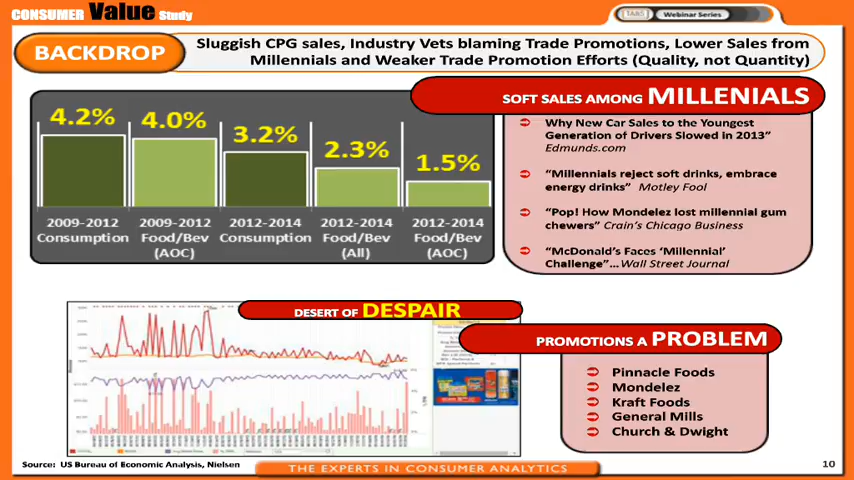 CONSUMER Value Study
TABS Webinar Series
BACKDROP
Sluggish CPG sales, Industry Vets blaming Trade Promotions, Lower Sales from
Millennials and Weaker Trade Promotion Efforts (Quality, not Quantity)
4.2%
4.0%
3.2%
2.3%
1.5%
2009-2012
Consumption
2009-2012
Food/Bev
(AOC)
2012-2014
Consumption
2012-2014
Food/Bev
(All)
2012-2014
Food/Bev
(AOC)
SOFT SALES AMONG MILLENIALS
Why New Car Sales to the Youngest
Generation of Drivers Slowed in 2013”
Edmunds.com
“Millennials reject soft drinks, embrace
energy drinks” Motley Fool
“Pop! How Mondelez lost millennial gum
chewers” Crain’s Chicago Business
“McDonald’s Faces ‘Millennial’
Challenge”…Wall Street Journal
DESERT OF DESPAIR
PROMOTIONS A PROBLEM
Pinnacle Foods
Mondelez
Kraft Foods
General Mills
Church & Dwight
Source: US Bureau of Economic Analysis, Nielsen
THE EXPERTS IN CONSUMER ANALYTICS
10